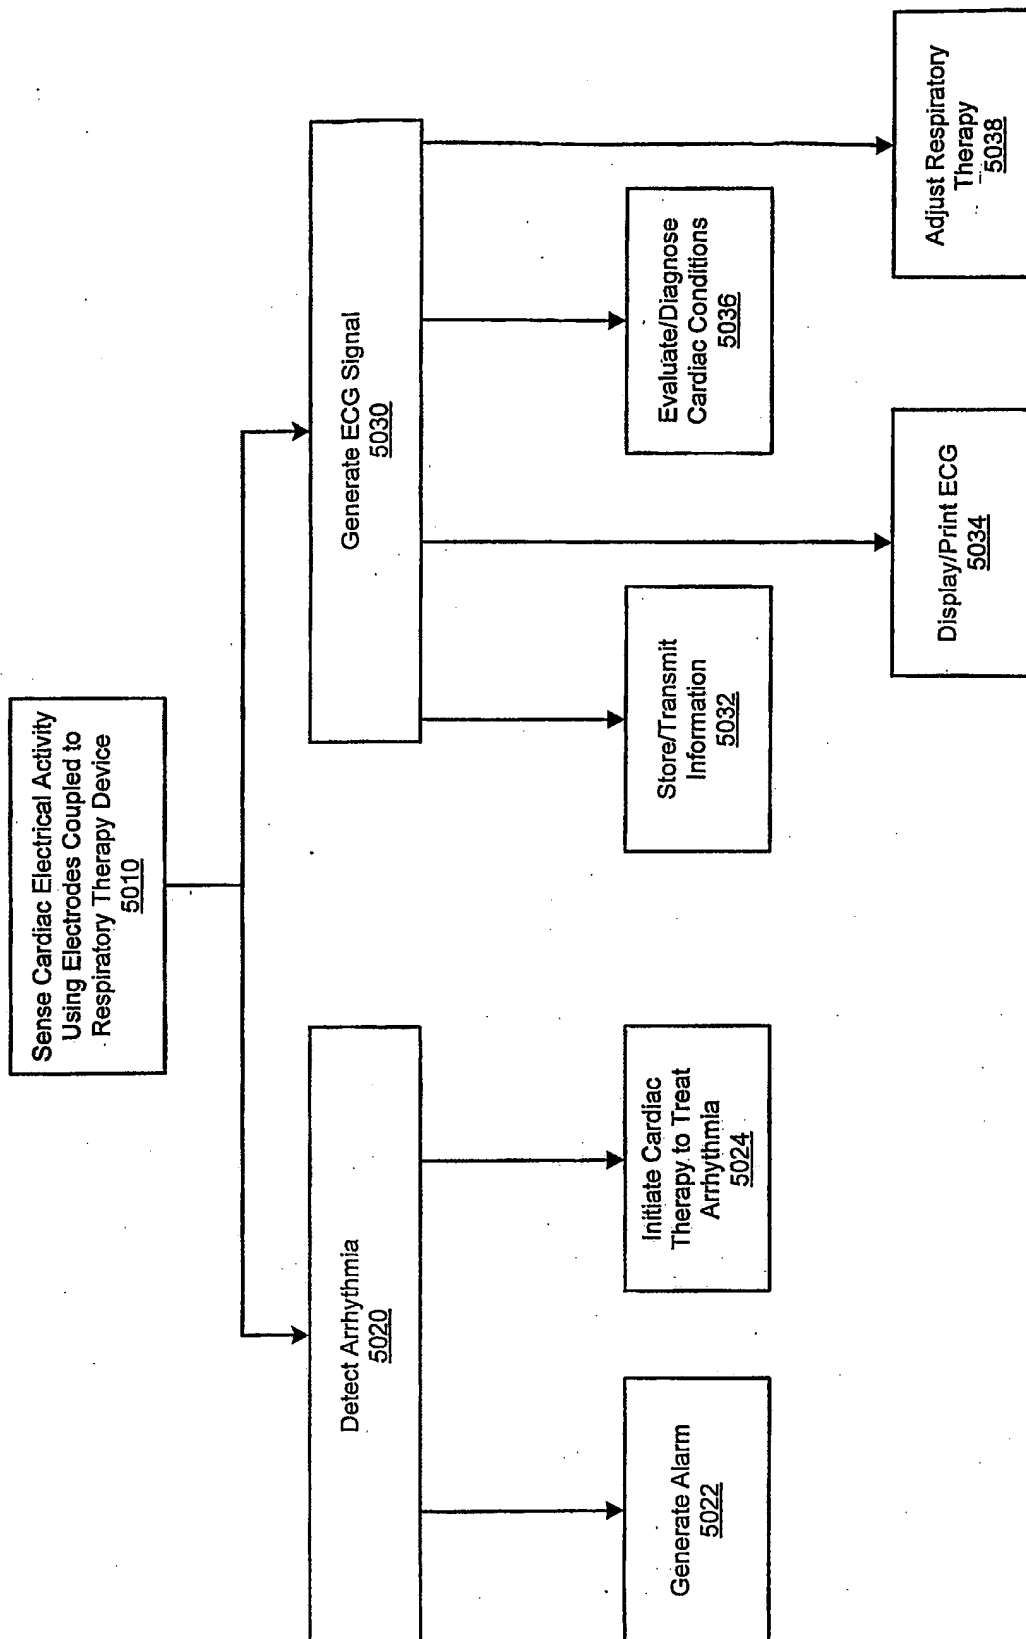 Sense Cardiac Electrical Activity
Using Electrodes Coupled to
Respiratory Therapy Device
5010
Detect Arrhythmia
5020
Generate ECG Signal
5030
Generate Alarm
5022
Initiate Cardiac
Therapy to Treat
Arrhythmia
5024
Store/Transmit
Information
5032
Evaluate/Diagnose
Cardiac Conditions
5036
Display/Print ECG
5034
Adjust Respiratory
Therapy
5038